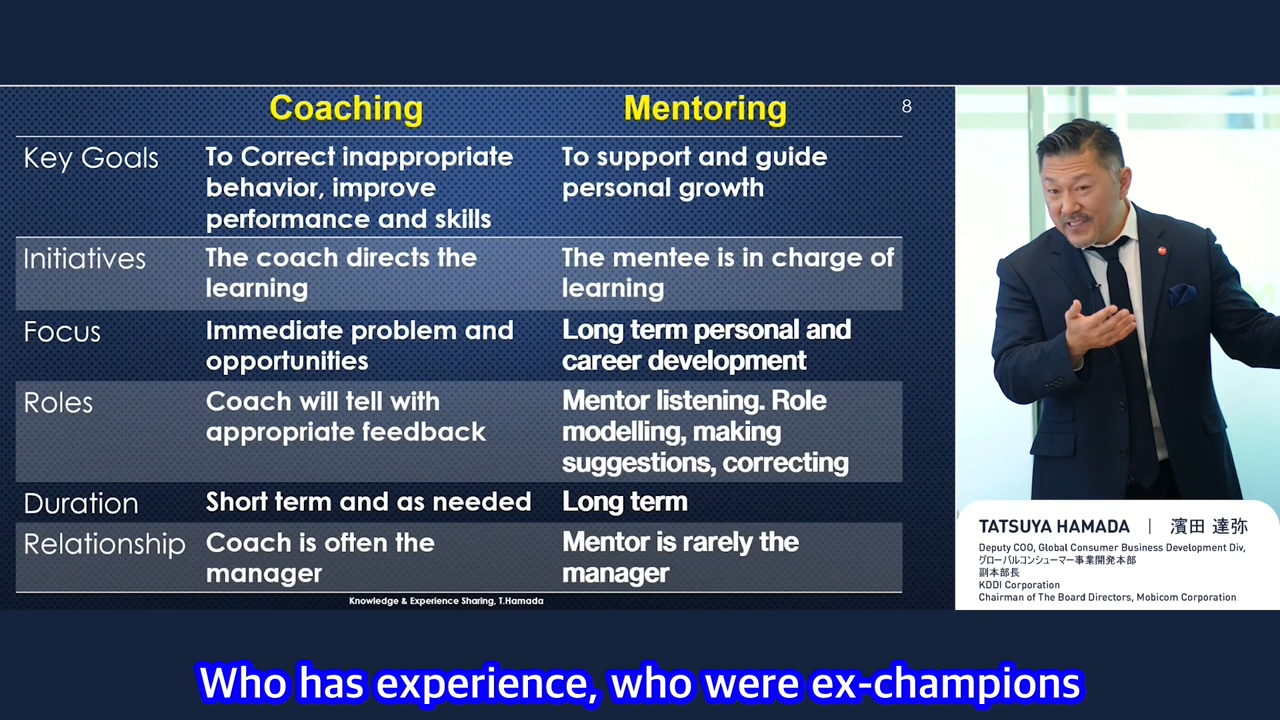 Coaching
Mentoring
8
Key Goals
To Correct inappropriate
behavior, improve
performance and skills
To support and guide
personal growth
Initiatives
The coach directs the
learning
The mentee is in charge of
learning
Focus
Immediate problem and
opportunities
Long term personal and
career development
Roles
Coach will tell with
appropriate feedback
Mentor listening. Role
modelling, making
suggestions, correcting
Duration
Short term and as needed
Long term
Relationship
Coach is often the
manager
Mentor is rarely the
manager
Knowledge & Experience Sharing, T.Hamada
TATSUYA HAMADA | 濱田 達弥
Deputy COO, Global Consumer Business Development Div,
グローバルコンシューマー事業開発本部
副本部長
KDDI Corporation
Chairman of The Board Directors, Mobicom Corporation
Who has experience, who were ex-champions